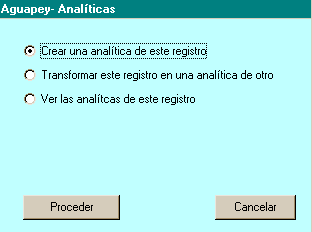 Aguapey- Analíticas
Crear una analítica de este registro
Transformar este registro en una analítica de otro
Ver las analítcas de este registro
Proceder
Cancelar